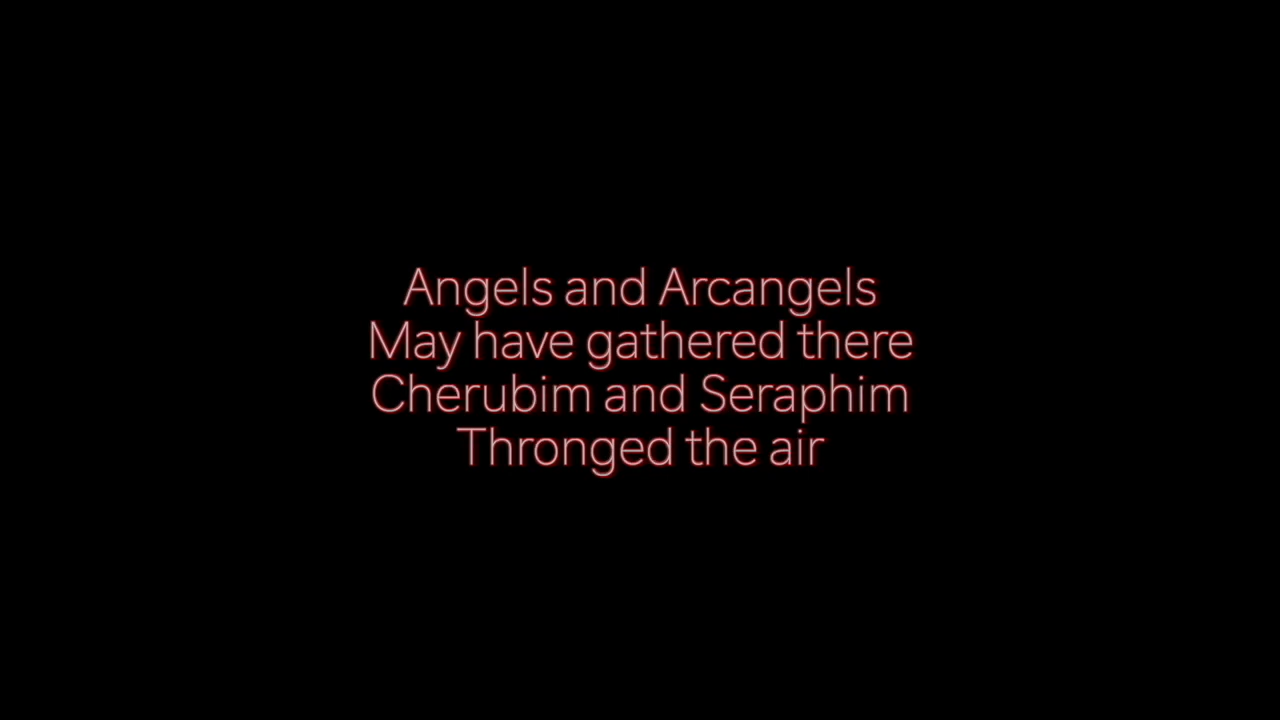 Angels and Arcangels
May have gathered there
Cherubim and Seraphim
Thronged the air